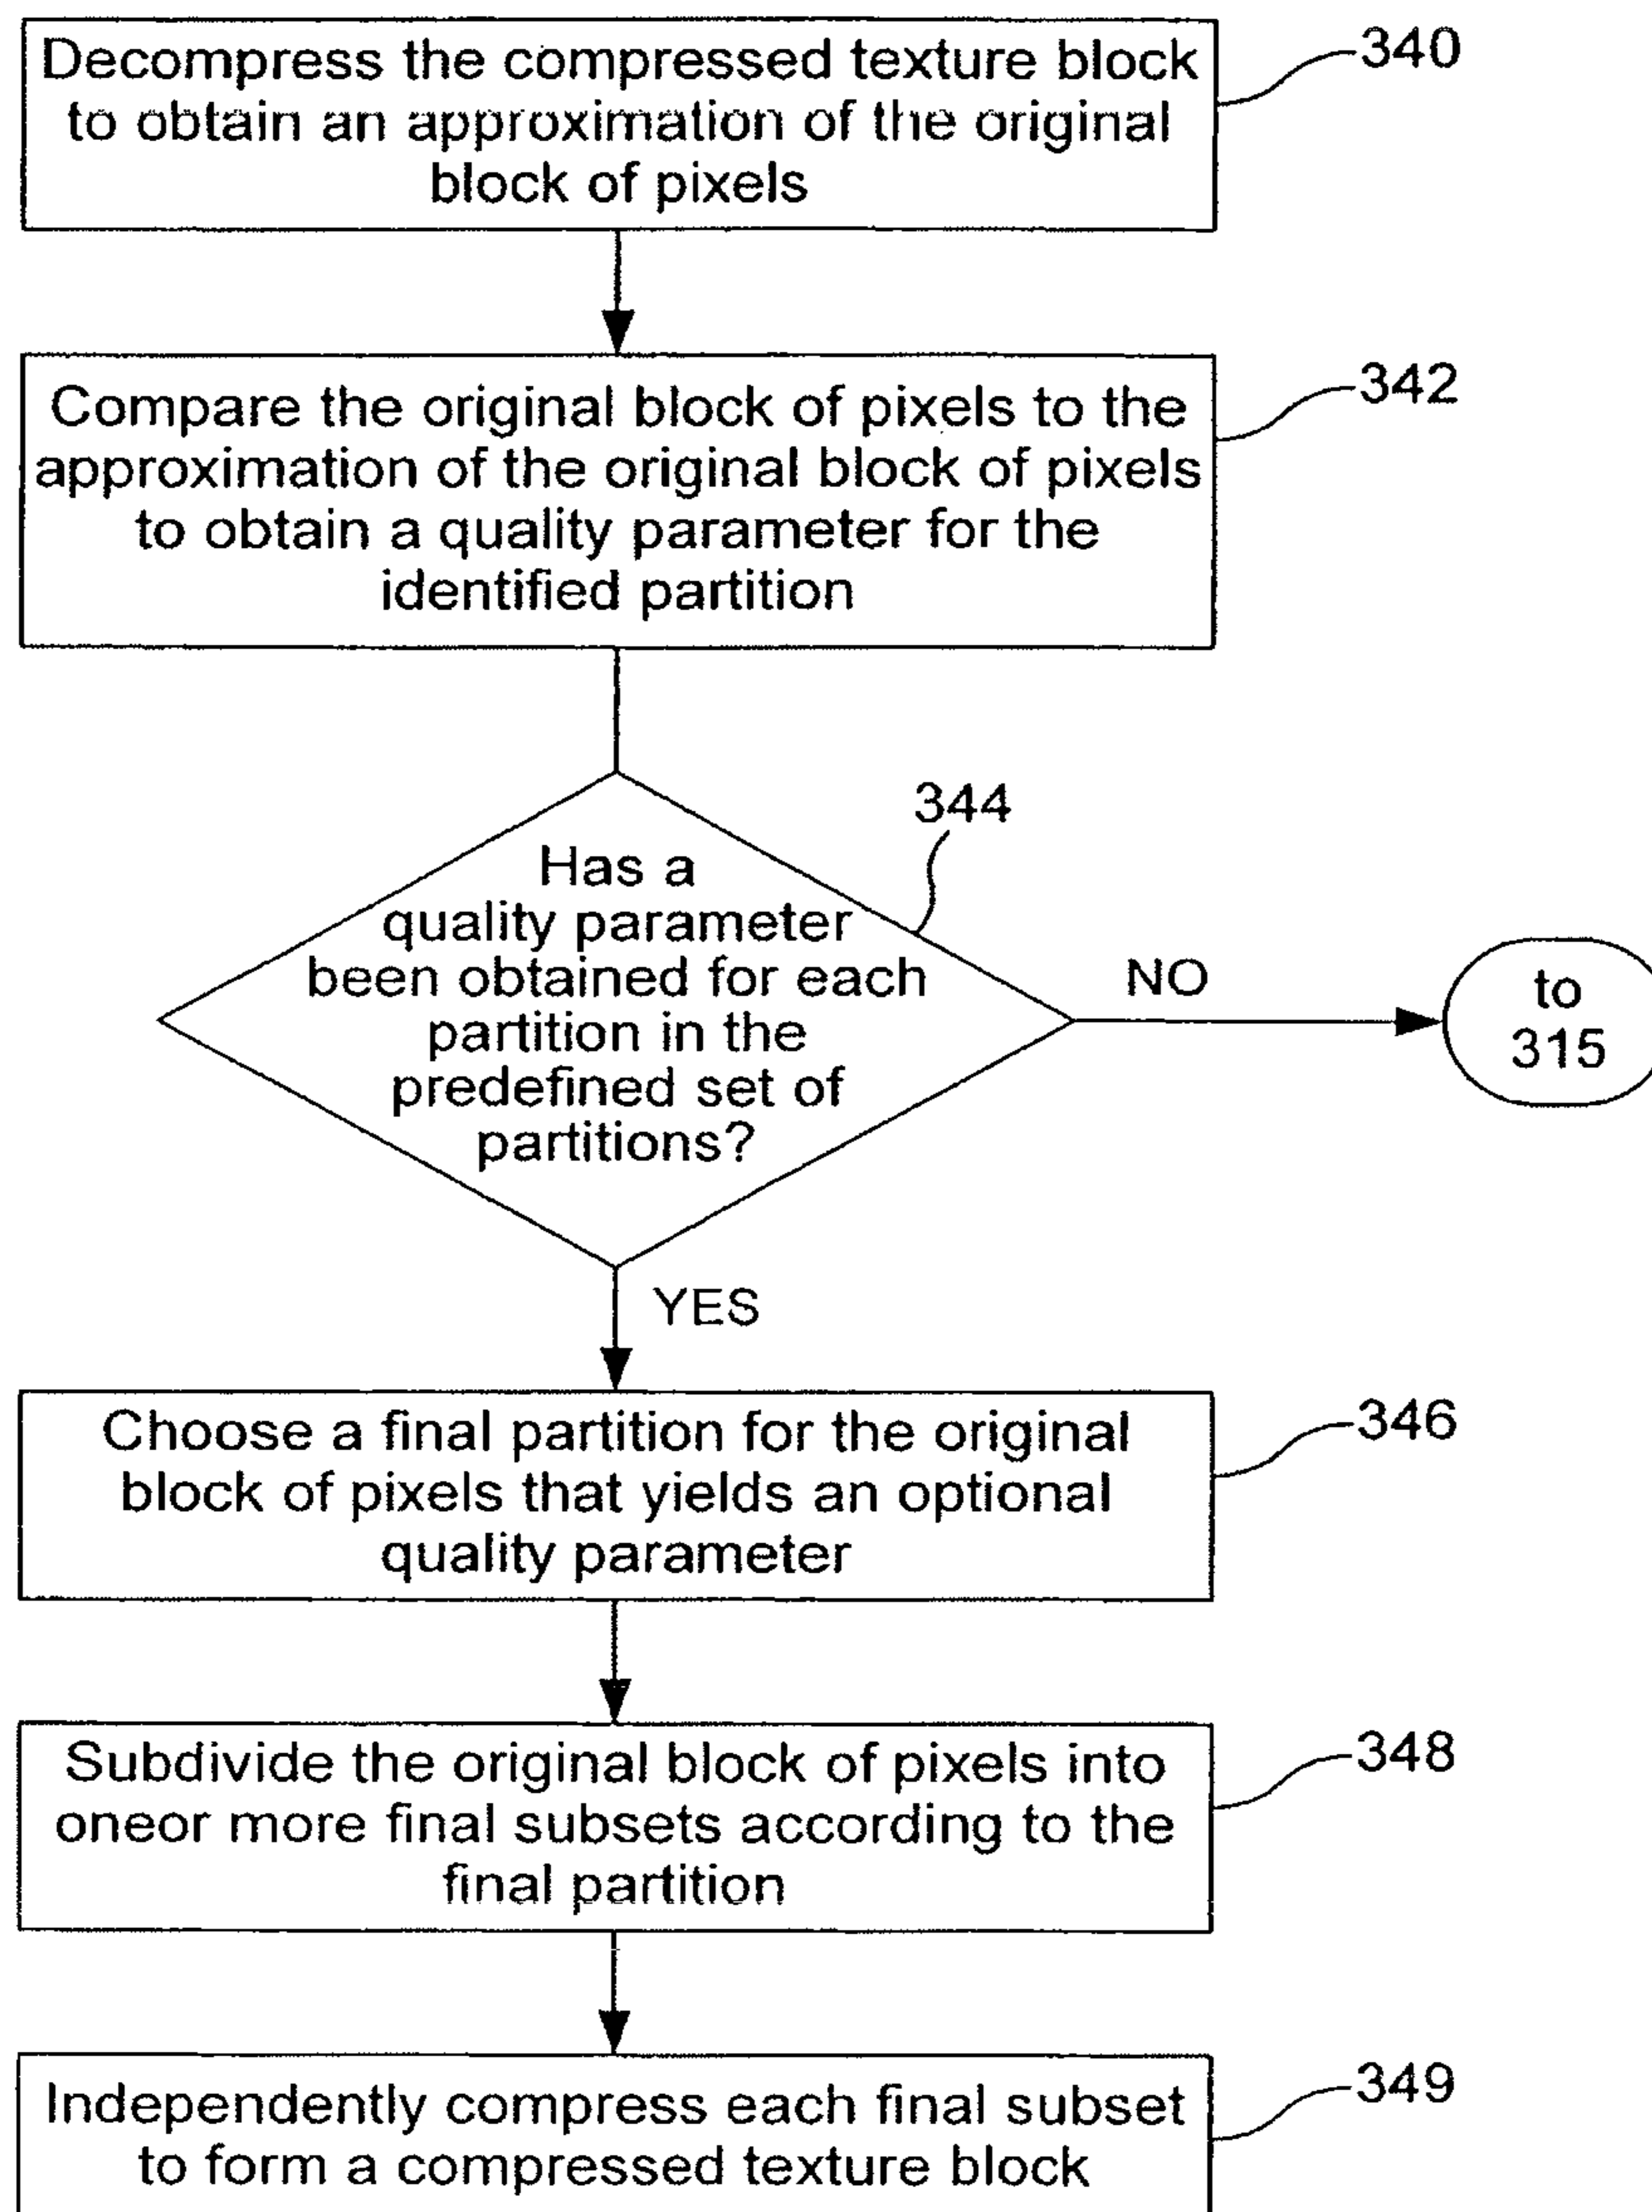 Decompress the compressed texture block
to obtain an approximation of the original
block of pixels
340
Compare the original block of pixels to the
approximation of the original block of pixels
to obtain a quality parameter for the
identified partition
342
344
Has a
quality parameter
been obtained for each
partition in the
predefined set of
partitions?
NO
to
315
YES
Choose a final partition for the original
block of pixels that yields an optional
quality parameter
346
Subdivide the original block of pixels into
oneor more final subsets according to the
final partition
348
Independently compress each final subset
to form a compressed texture block
349